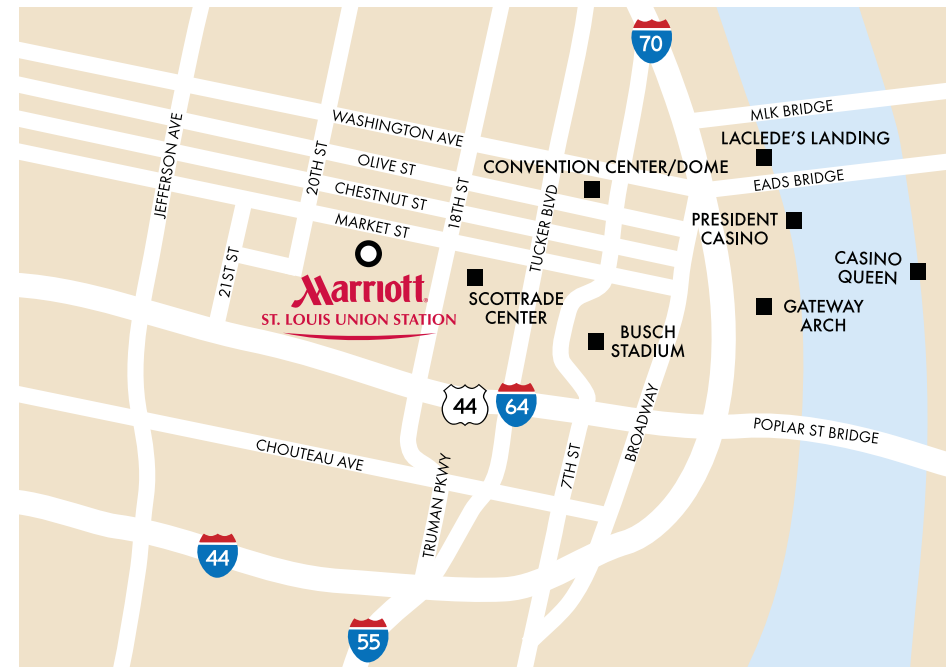 70
MLK BRIDGE
WASHINGTON AVE
LACLEDE'S LANDING
JEFFERSON AVE
20TH ST
OLIVE ST
CONVENTION CENTER/DOME
EADS BRIDGE
CHESTNUT ST
18TH ST
TUCKER BLVD
MARKET ST
PRESIDENT
CASINO
21ST ST
CASINO
QUEEN
Marriott
SCOTTRADE
CENTER
GATEWAY
ARCH
ST. LOUIS UNION STATION
BUSCH
STADIUM
44
64
BROADWAY
POPLAR ST BRIDGE
CHOUTEAU AVE
7TH ST
TRUMAN PKWY
44
55